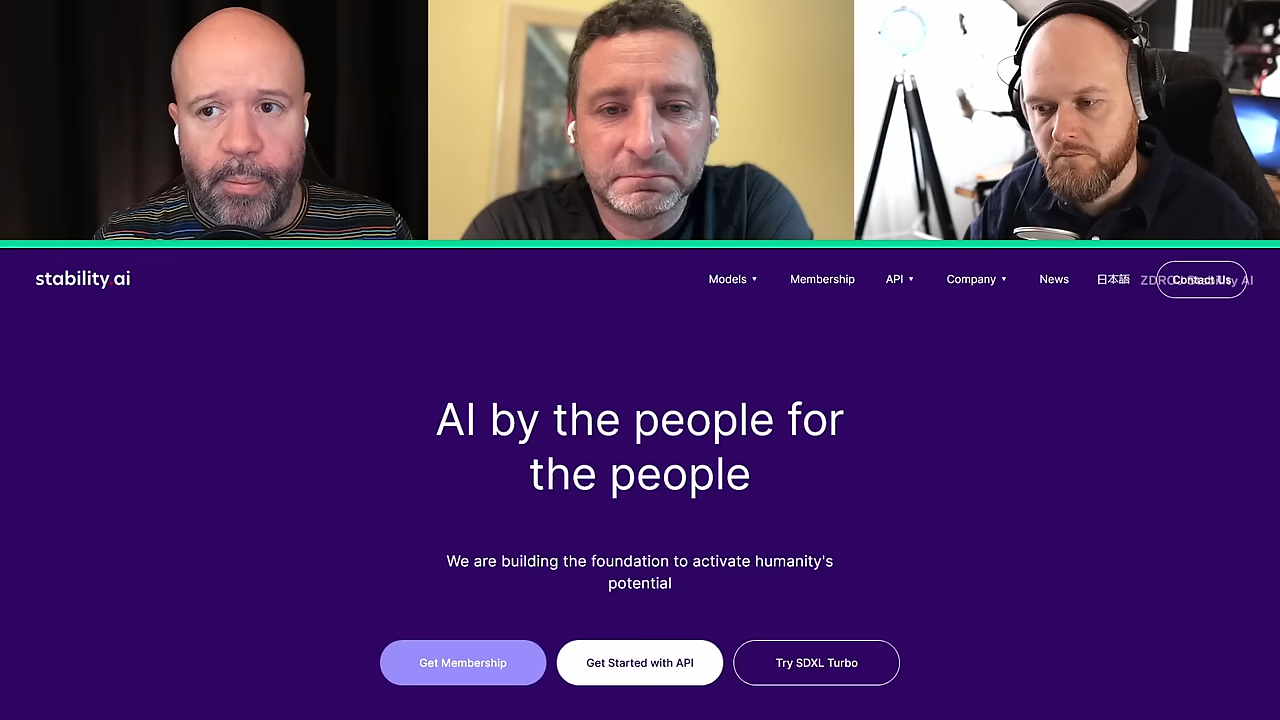 stability ai
Models
Membership
API
Company
News
日本語
Contact Us
AI by the people for
the people
We are building the foundation to activate humanity's
potential
Get Membership
Get Started with API
Try SDXL Turbo